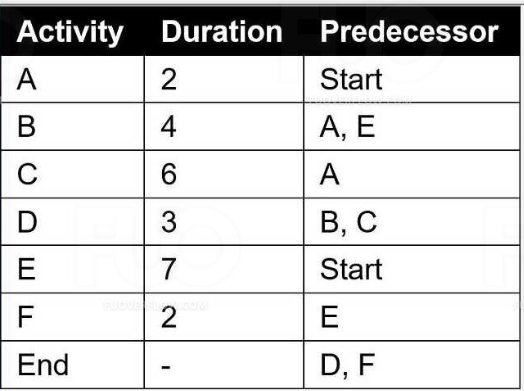 Activity Duration Predecessor
A 2 Start
B 4 A, E
C 6 A
D 3 B, C
E 7 Start
F 2 E
End - D, F